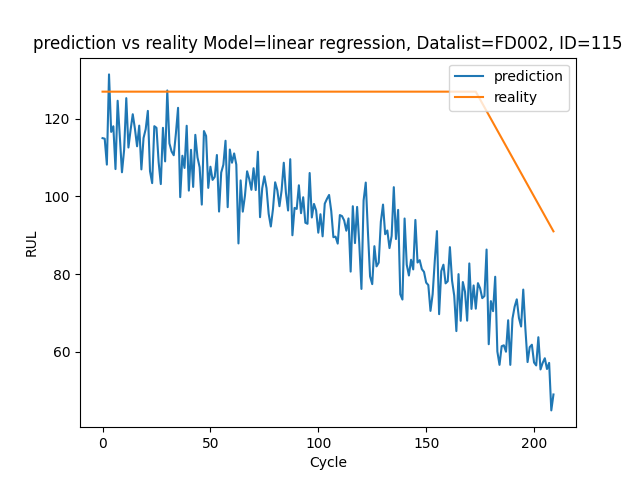 prediction vs reality Model=linear regression, Datalist=FD002, ID=115
prediction
reality
120
100
80
60
RUL
0 50 100 150 200
Cycle